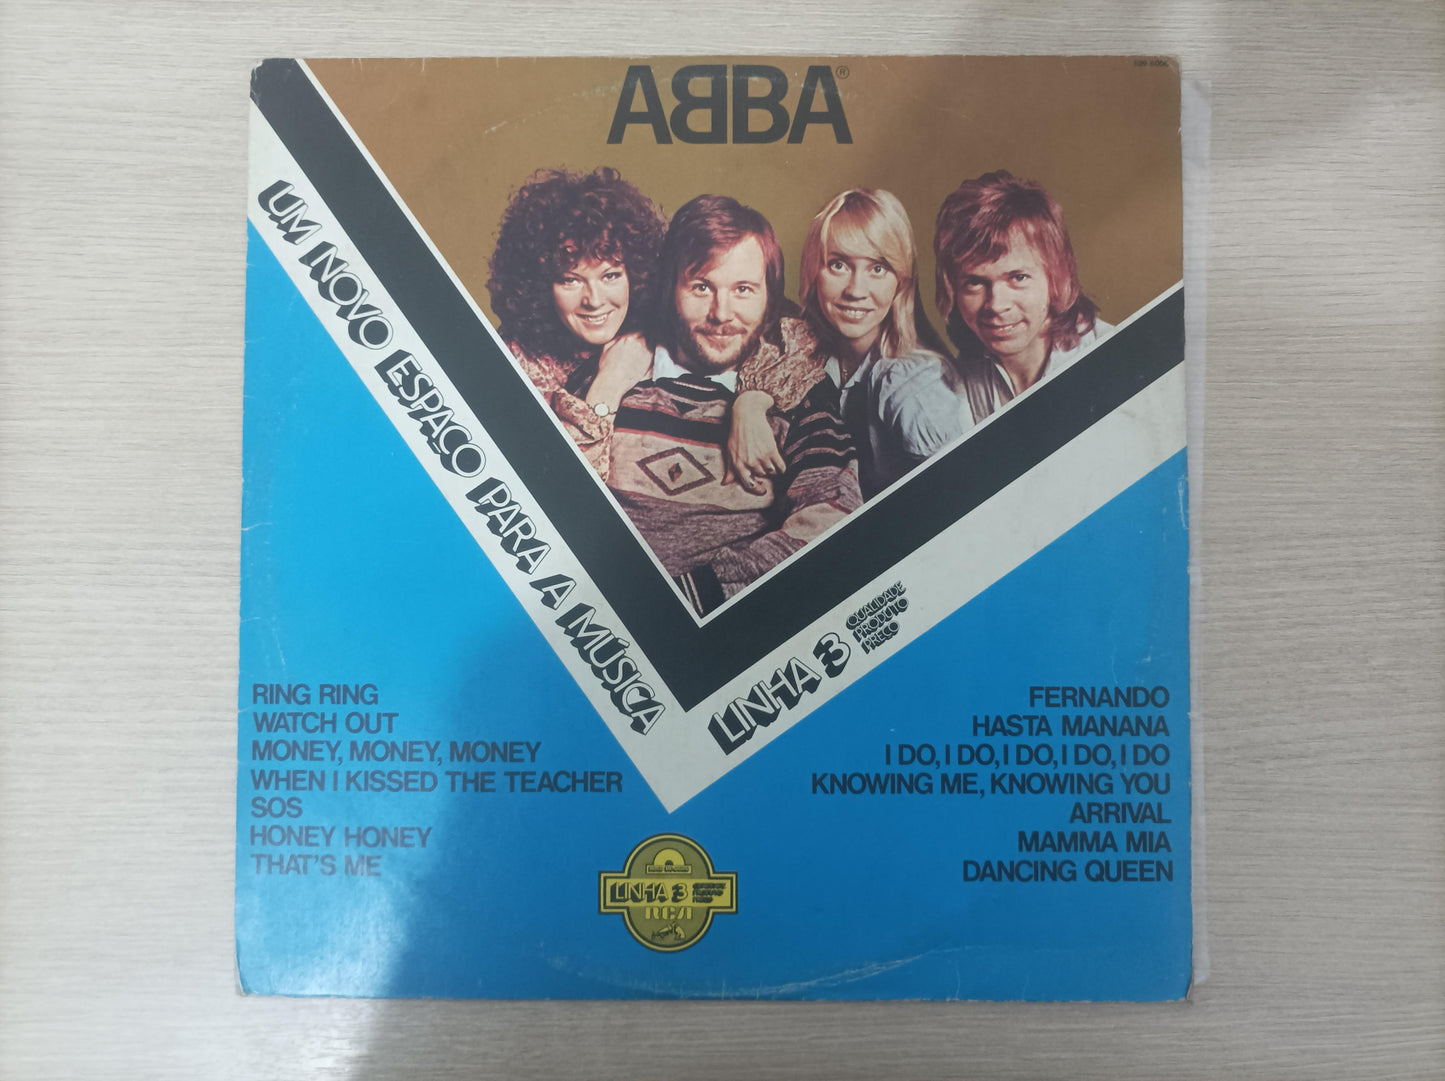 ABBA®
UM NOVO ESPAÇO PARA A MÚSICA
LINHA 3
QUALIDADE
PRODUTO
PREÇO
RING RING
WATCH OUT
MONEY, MONEY, MONEY
WHEN I KISSED THE TEACHER
SOS
HONEY HONEY
THAT'S ME
FERNANDO
HASTA MANANA
I DO, I DO, I DO, I DO, I DO
KNOWING ME, KNOWING YOU
ARRIVAL
MAMMA MIA
DANCING QUEEN
LINHA 3
RCA